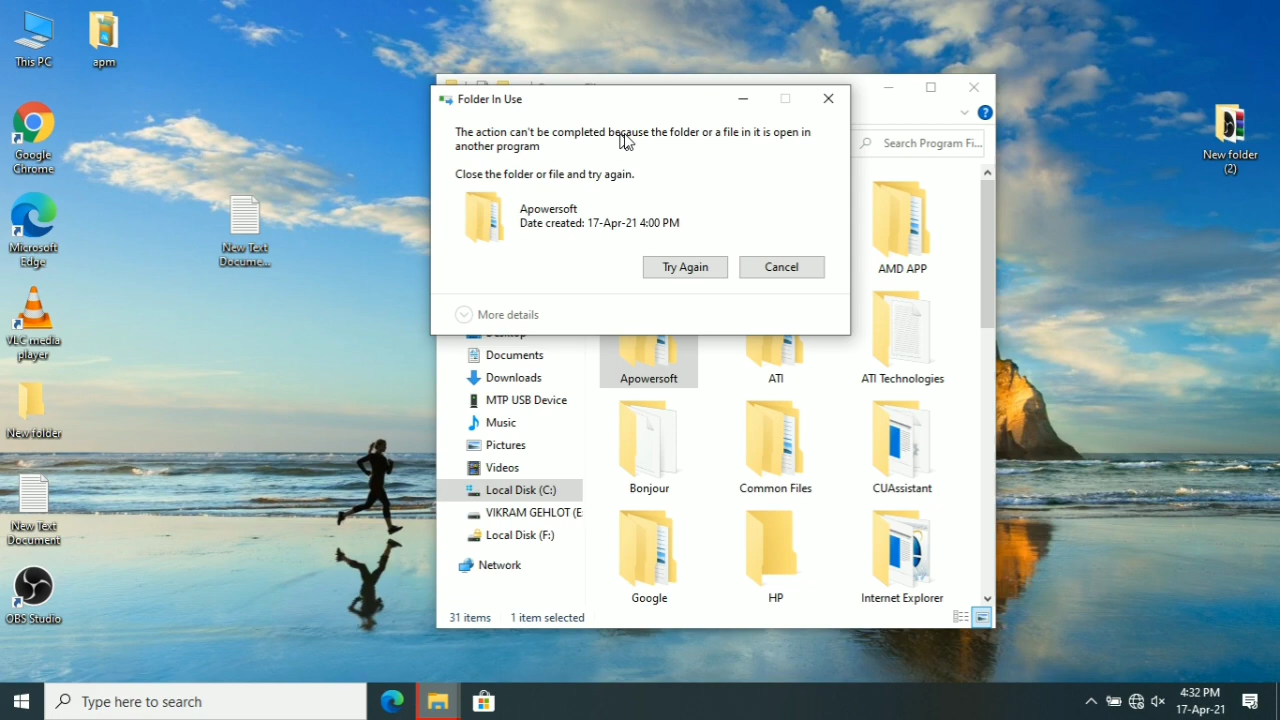 This PC
apm
Google
Chrome
Microsoft
Edge
VLC media
player
New folder
New Text
Document
OBS Studio
New Text
Docume...
New folder
(2)
Folder In Use
The action can't be completed because the folder or a file in it is open in
another program
Close the folder or file and try again.
Apowersoft
Date created: 17-Apr-21 4:00 PM
Try Again
Cancel
More details
Search Program Fi...
Desktop
Documents
Downloads
MTP USB Device
Music
Pictures
Videos
Local Disk (C:)
VIKRAM GEHLOT (E:
Local Disk (F:)
Network
AMD APP
Apowersoft
ATI
ATI Technologies
Bonjour
Common Files
CUAssistant
Google
HP
Internet Explorer
31 items
1 item selected
Type here to search
4:32 PM
17-Apr-21